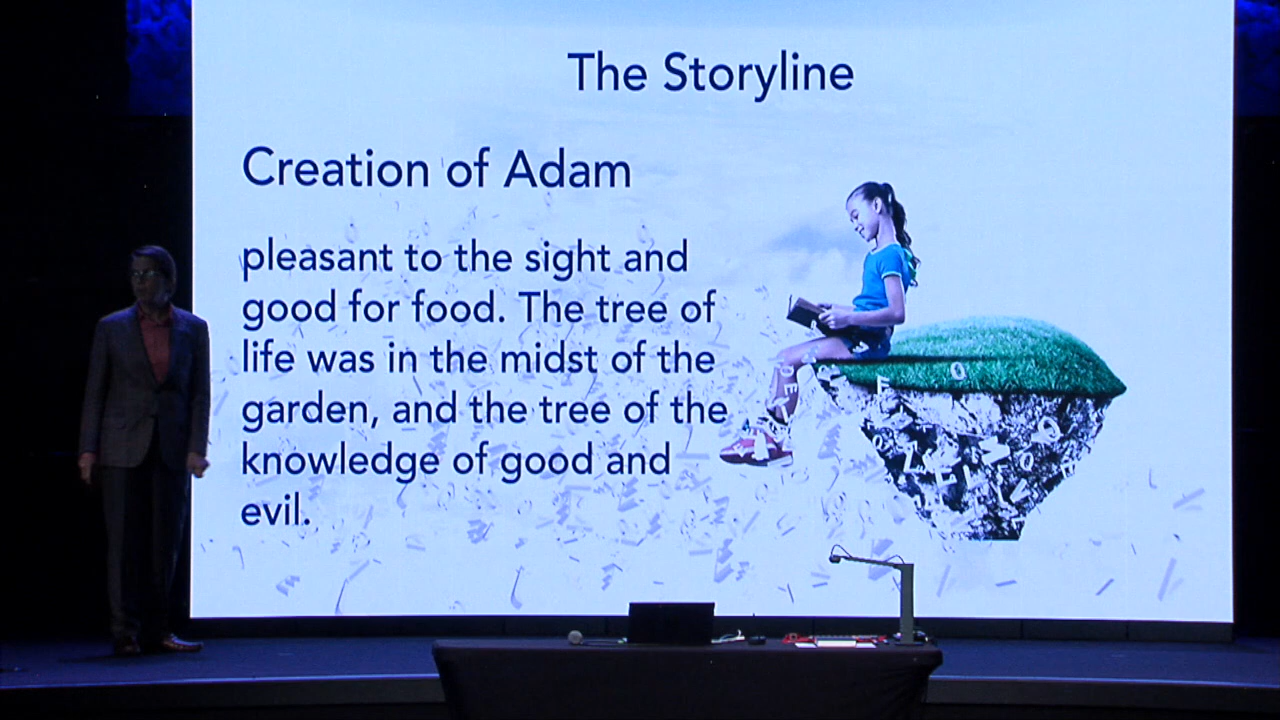 The Storyline
Creation of Adam
pleasant to the sight and
good for food. The tree of
life was in the midst of the
garden, and the tree of the
knowledge of good and
evil.